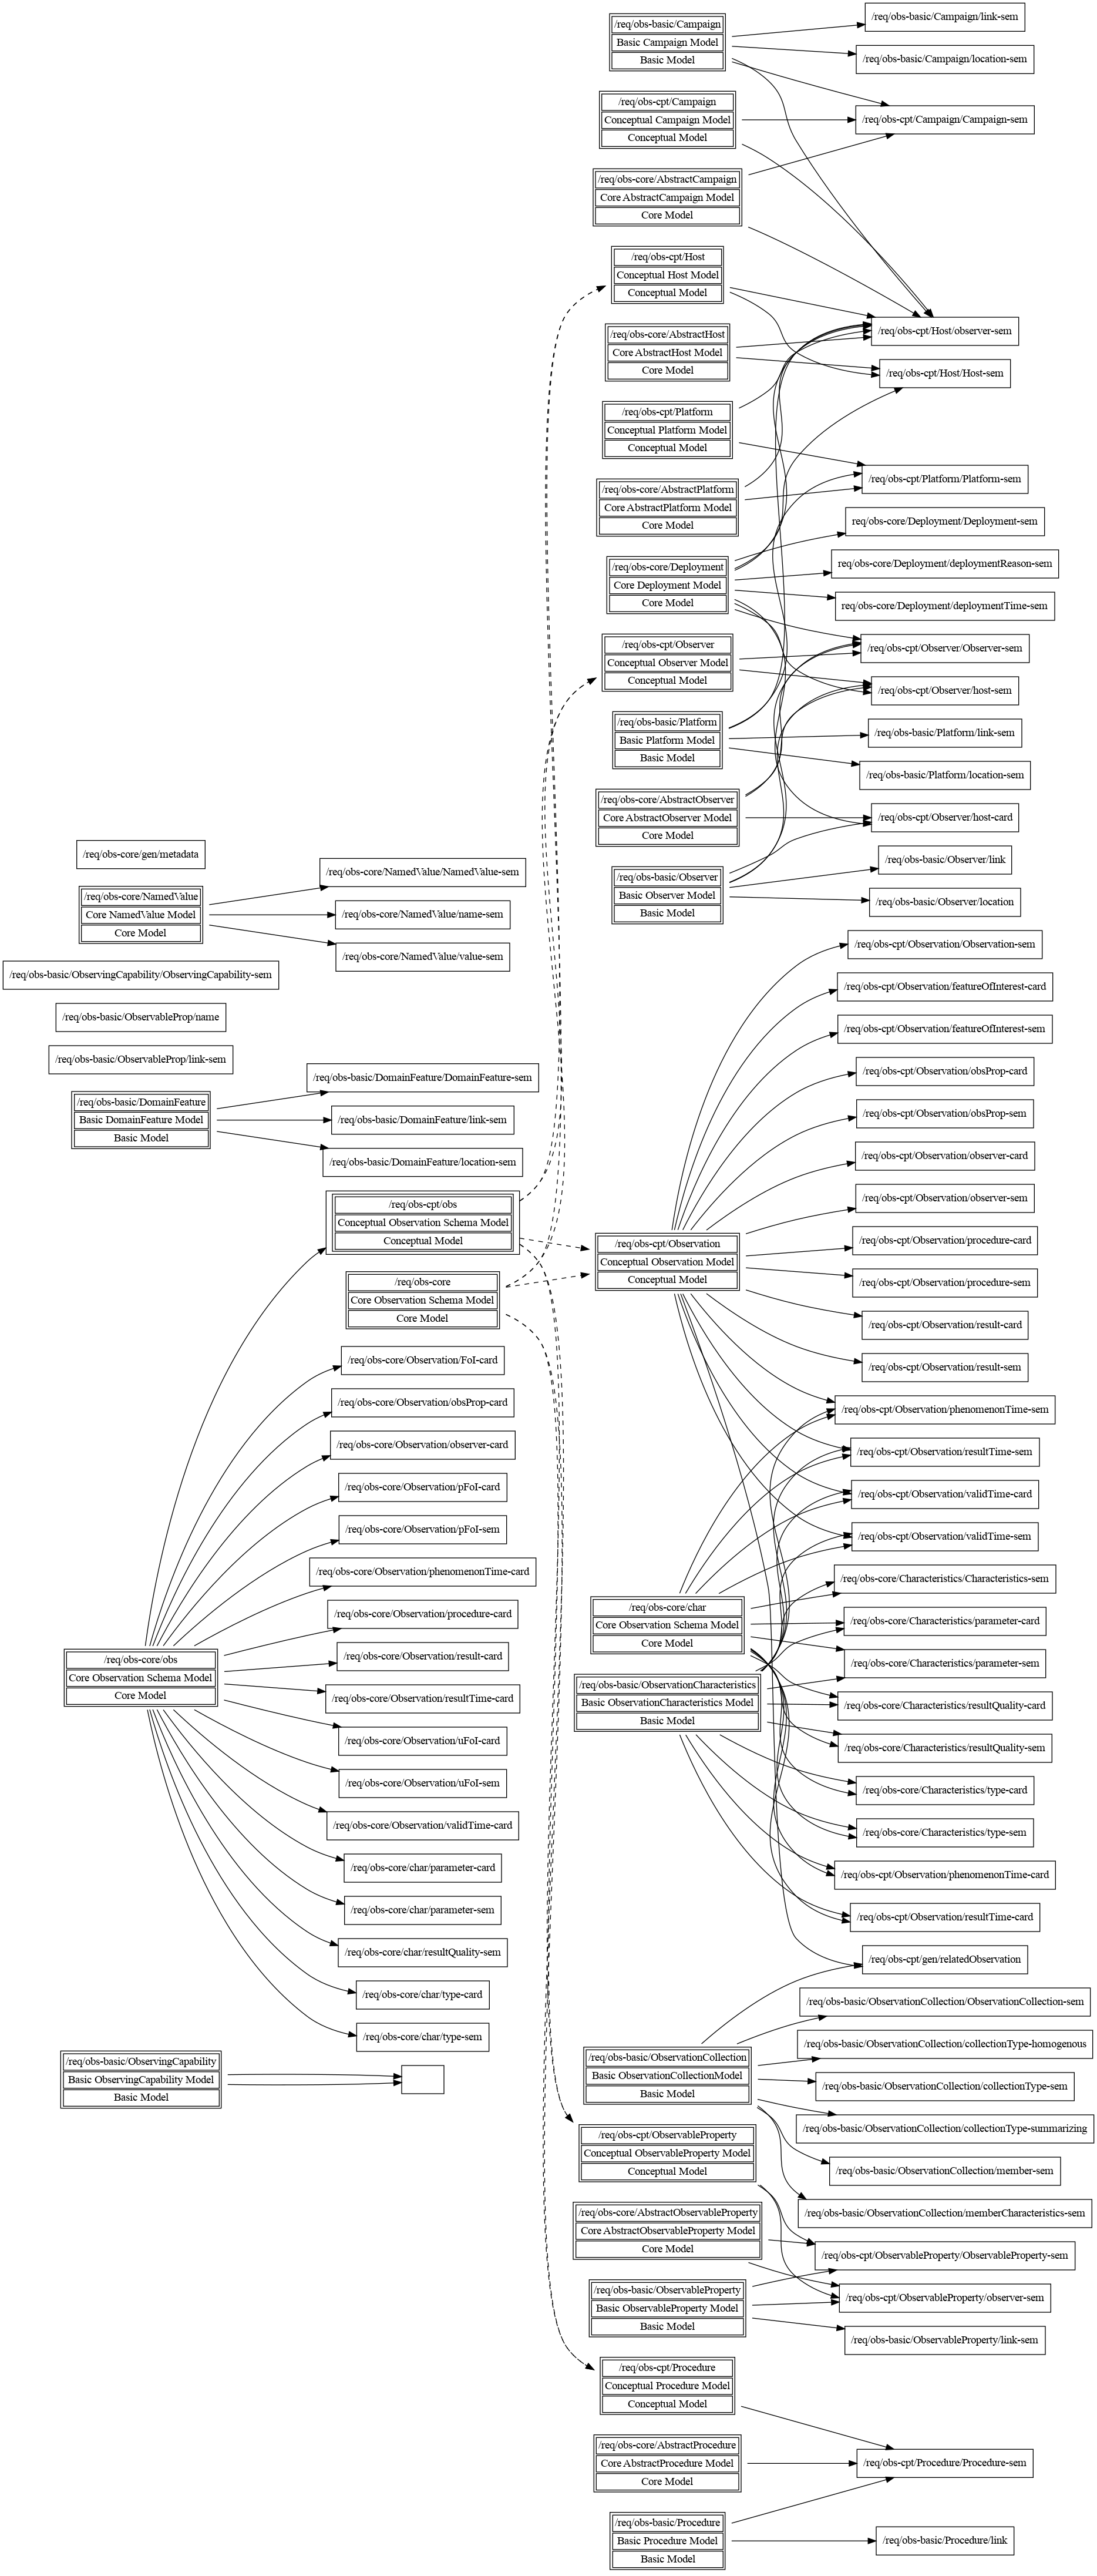 /req/obs-core/gen/metadata
/req/obs-core/NamedValue
Core NamedValue Model
Core Model
/req/obs-basic/ObservingCapability/ObservingCapability-sem
/req/obs-basic/ObservableProp/name
/req/obs-basic/ObservableProp/link-sem
/req/obs-basic/DomainFeature
Basic DomainFeature Model
Basic Model
/req/obs-core/obs
Core Observation Schema Model
Core Model
/req/obs-basic/ObservingCapability
Basic ObservingCapability Model
Basic Model
/req/obs-core/NamedValue/NamedValue-sem
/req/obs-core/NamedValue/name-sem
/req/obs-core/NamedValue/value-sem
/req/obs-basic/DomainFeature/DomainFeature-sem
/req/obs-basic/DomainFeature/link-sem
/req/obs-basic/DomainFeature/location-sem
/req/obs-cpt/obs
Conceptual Observation Schema Model
Conceptual Model
/req/obs-core
Core Observation Schema Model
Core Model
/req/obs-core/Observation/FoI-card
/req/obs-core/Observation/obsProp-card
/req/obs-core/Observation/observer-card
/req/obs-core/Observation/pFoI-card
/req/obs-core/Observation/pFoI-sem
/req/obs-core/Observation/phenomenonTime-card
/req/obs-core/Observation/procedure-card
/req/obs-core/Observation/result-card
/req/obs-core/Observation/resultTime-card
/req/obs-core/Observation/uFoI-card
/req/obs-core/Observation/uFoI-sem
/req/obs-core/Observation/validTime-card
/req/obs-core/char/parameter-card
/req/obs-core/char/parameter-sem
/req/obs-core/char/resultQuality-sem
/req/obs-core/char/type-card
/req/obs-core/char/type-sem
/req/obs-basic/Campaign
Basic Campaign Model
Basic Model
/req/obs-cpt/Campaign
Conceptual Campaign Model
Conceptual Model
/req/obs-core/AbstractCampaign
Core AbstractCampaign Model
Core Model
/req/obs-cpt/Host
Conceptual Host Model
Conceptual Model
/req/obs-core/AbstractHost
Core AbstractHost Model
Core Model
/req/obs-cpt/Platform
Conceptual Platform Model
Conceptual Model
/req/obs-core/AbstractPlatform
Core AbstractPlatform Model
Core Model
/req/obs-core/Deployment
Core Deployment Model
Core Model
/req/obs-cpt/Observer
Conceptual Observer Model
Conceptual Model
/req/obs-basic/Platform
Basic Platform Model
Basic Model
/req/obs-core/AbstractObserver
Core AbstractObserver Model
Core Model
/req/obs-basic/Observer
Basic Observer Model
Basic Model
/req/obs-cpt/Observation
Conceptual Observation Model
Conceptual Model
/req/obs-core/char
Core Observation Schema Model
Core Model
/req/obs-basic/ObservationCharacteristics
Basic ObservationCharacteristics Model
Basic Model
/req/obs-basic/ObservationCollection
Basic ObservationCollectionModel
Basic Model
/req/obs-cpt/ObservableProperty
Conceptual ObservableProperty Model
Conceptual Model
/req/obs-core/AbstractObservableProperty
Core AbstractObservableProperty Model
Core Model
/req/obs-basic/ObservableProperty
Basic ObservableProperty Model
Basic Model
/req/obs-cpt/Procedure
Conceptual Procedure Model
Conceptual Model
/req/obs-core/AbstractProcedure
Core AbstractProcedure Model
Core Model
/req/obs-basic/Procedure
Basic Procedure Model
Basic Model
/req/obs-basic/Campaign/link-sem
/req/obs-basic/Campaign/location-sem
/req/obs-cpt/Campaign/Campaign-sem
/req/obs-cpt/Host/observer-sem
/req/obs-cpt/Host/Host-sem
/req/obs-cpt/Platform/Platform-sem
req/obs-core/Deployment/Deployment-sem
req/obs-core/Deployment/deploymentReason-sem
req/obs-core/Deployment/deploymentTime-sem
/req/obs-cpt/Observer/Observer-sem
/req/obs-cpt/Observer/host-sem
/req/obs-basic/Platform/link-sem
/req/obs-basic/Platform/location-sem
/req/obs-cpt/Observer/host-card
/req/obs-basic/Observer/link
/req/obs-basic/Observer/location
/req/obs-cpt/Observation/Observation-sem
/req/obs-cpt/Observation/featureOfInterest-card
/req/obs-cpt/Observation/featureOfInterest-sem
/req/obs-cpt/Observation/obsProp-card
/req/obs-cpt/Observation/obsProp-sem
/req/obs-cpt/Observation/observer-card
/req/obs-cpt/Observation/observer-sem
/req/obs-cpt/Observation/procedure-card
/req/obs-cpt/Observation/procedure-sem
/req/obs-cpt/Observation/result-card
/req/obs-cpt/Observation/result-sem
/req/obs-cpt/Observation/phenomenonTime-sem
/req/obs-cpt/Observation/resultTime-sem
/req/obs-cpt/Observation/validTime-card
/req/obs-cpt/Observation/validTime-sem
/req/obs-core/Characteristics/Characteristics-sem
/req/obs-core/Characteristics/parameter-card
/req/obs-core/Characteristics/parameter-sem
/req/obs-core/Characteristics/resultQuality-card
/req/obs-core/Characteristics/resultQuality-sem
/req/obs-core/Characteristics/type-card
/req/obs-core/Characteristics/type-sem
/req/obs-cpt/Observation/phenomenonTime-card
/req/obs-cpt/Observation/resultTime-card
/req/obs-cpt/gen/relatedObservation
/req/obs-basic/ObservationCollection/ObservationCollection-sem
/req/obs-basic/ObservationCollection/collectionType-homogenous
/req/obs-basic/ObservationCollection/collectionType-sem
/req/obs-basic/ObservationCollection/collectionType-summarizing
/req/obs-basic/ObservationCollection/member-sem
/req/obs-basic/ObservationCollection/memberCharacteristics-sem
/req/obs-cpt/ObservableProperty/ObservableProperty-sem
/req/obs-cpt/ObservableProperty/observer-sem
/req/obs-basic/ObservableProperty/link-sem
/req/obs-cpt/Procedure/Procedure-sem
/req/obs-basic/Procedure/link